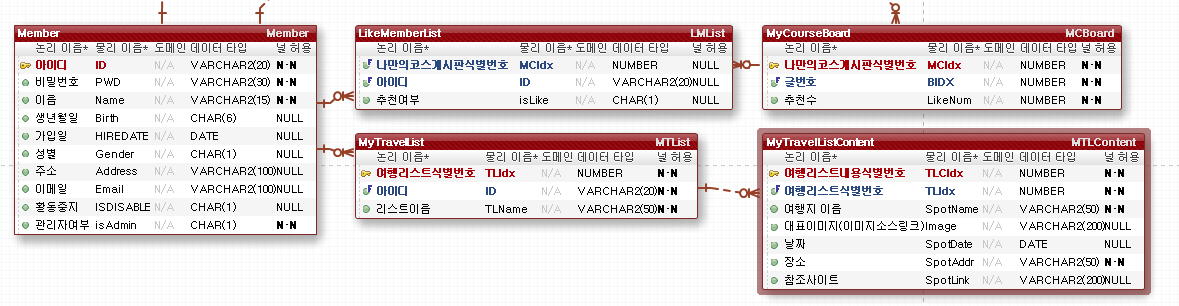 Member Member
논리 이름* 물리 이름* 도메인 데이터 타입 널 허용
아이디 ID N/A VARCHAR2(20) N-N
비밀번호 PWD N/A VARCHAR2(30) N-N
이름 Name N/A VARCHAR2(15) N-N
생년월일 Birth N/A CHAR(6) NULL
가입일 HIREDATE N/A DATE NULL
성별 Gender N/A CHAR(1) NULL
주소 Address N/A VARCHAR2(100) NULL
이메일 Email N/A VARCHAR2(100) NULL
황동중지 ISDISABLE N/A CHAR(1) NULL
관리자여부 isAdmin N/A CHAR(1) N-N
LikeMemberList LMList
논리 이름* 물리 이름* 도메인 데이터 타입 널 허용
나만의코스게시판식별번호 MCIdx N/A NUMBER NULL
아이디 ID N/A VARCHAR2(20) NULL
추천여부 isLike N/A CHAR(1) NULL
MyCourseBoard MCBoard
논리 이름* 물리 이름* 도메인 데이터 타입 널 허용
나만의코스게시판식별번호 MCIdx N/A NUMBER N-N
글번호 BIDX N/A NUMBER N-N
추천수 LikeNum N/A NUMBER N-N
MyTravelList MTList
논리 이름* 물리 이름* 도메인 데이터 타입 널 허용
여행리스트식별번호 TLIdx N/A NUMBER N-N
아이디 ID N/A VARCHAR2(20) N-N
리스트이름 TLName N/A VARCHAR2(50) N-N
MyTravelListContent MTLContent
논리 이름* 물리 이름* 도메인 데이터 타입 널 허용
여행리스트내용식별번호 TLCIdx N/A NUMBER N-N
여행리스트식별번호 TLIdx N/A NUMBER N-N
여행지 이름 SpotName N/A VARCHAR2(50) N-N
대표이미지(이미지소스링크) Image N/A VARCHAR2(200) NULL
날짜 SpotDate N/A DATE NULL
장소 SpotAddr N/A VARCHAR2(50) N-N
참조사이트 SpotLink N/A VARCHAR2(200) NULL